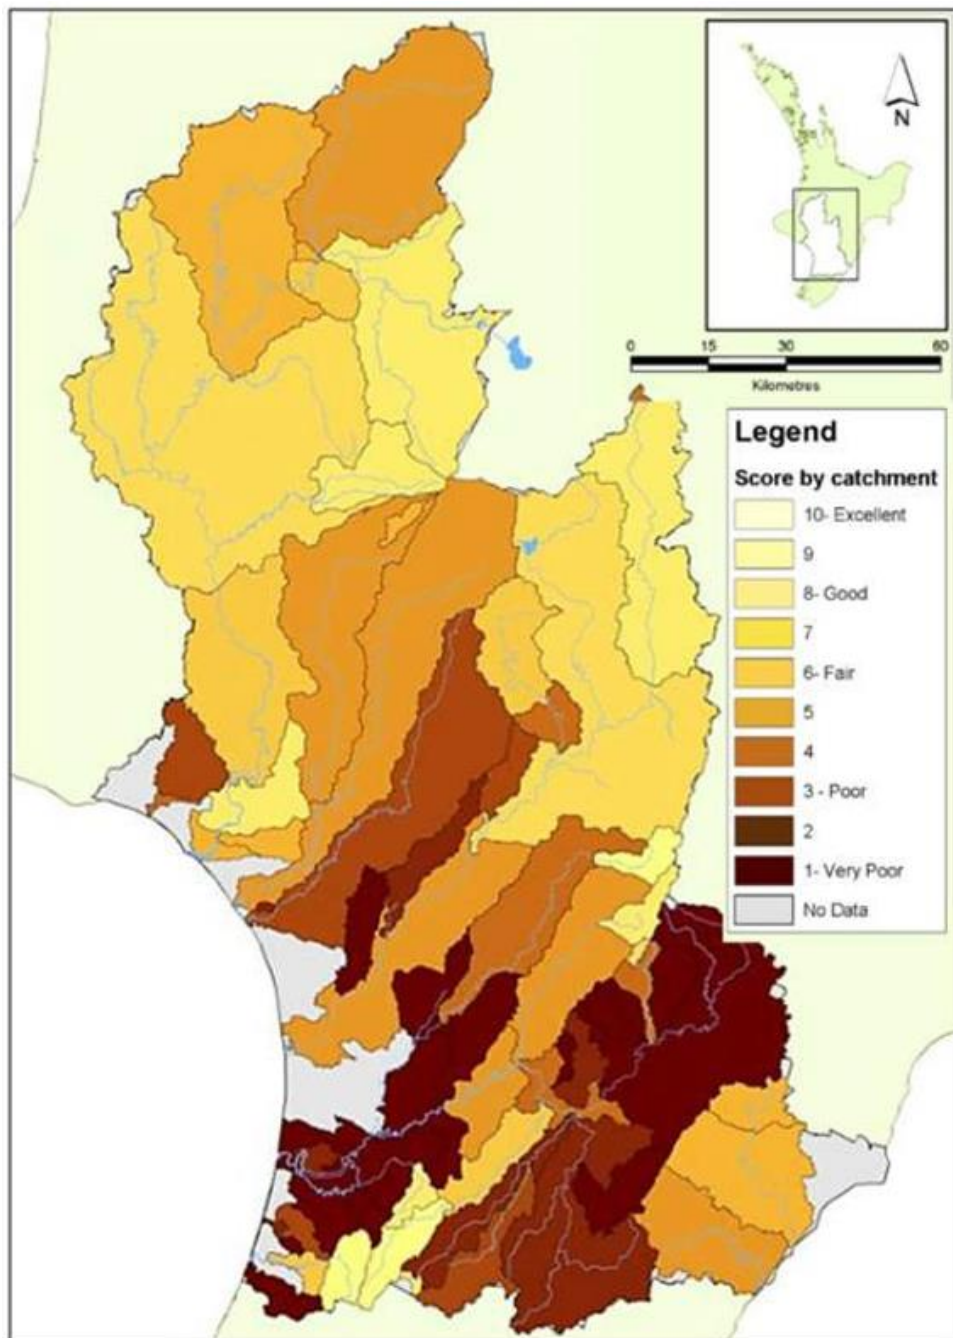 N
0 15 30 60
Kilometres
Legend
Score by catchment
10- Excellent
9
8- Good
7
6- Fair
5
4
3 - Poor
2
1- Very Poor
No Data